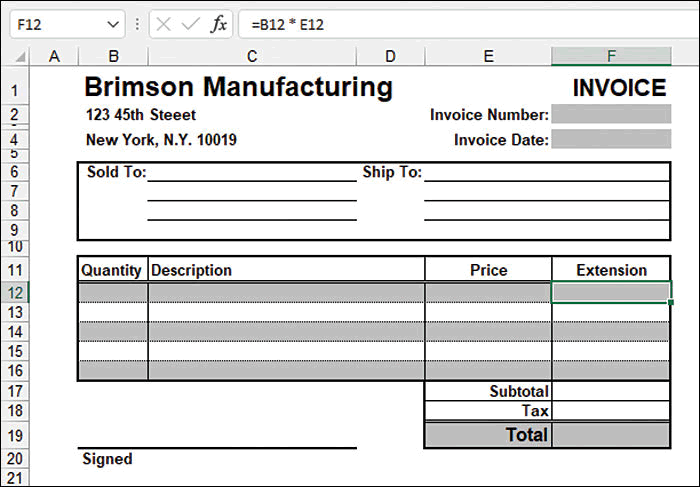 F12 fx =B12 * E12
A B C D E F
1 Brimson Manufacturing INVOICE
2 123 45th Steeet Invoice Number:
4 New York, N.Y. 10019 Invoice Date:
5
6 Sold To: Ship To:
7
8
9
10
11 Quantity Description Price Extension
12
13
14
15
16
17 Subtotal
18 Tax
19 Total
20 Signed
21